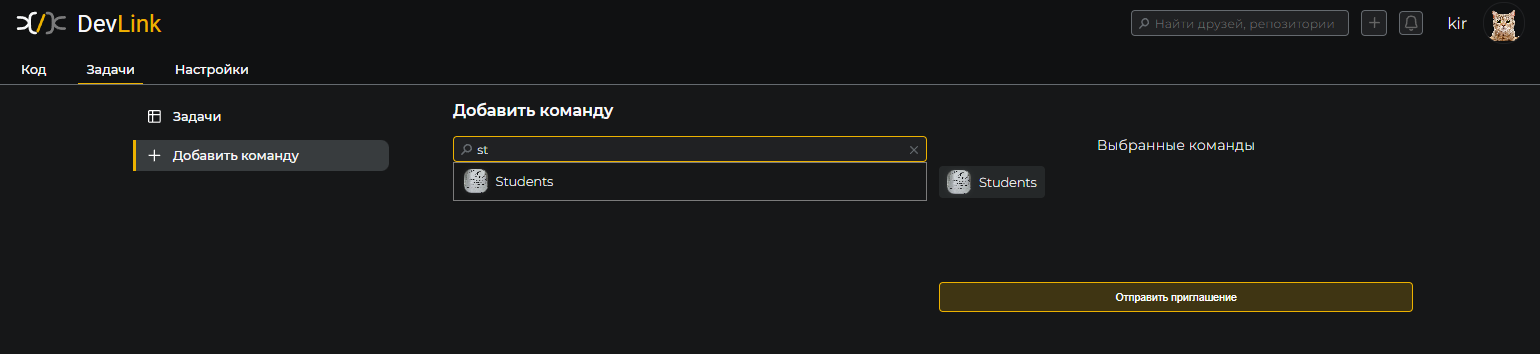 DevLink
Найти друзей, репозитории
kir
Код
Задачи
Настройки
Задачи
Добавить команду
Добавить команду
st
Students
Выбранные команды
Students
Отправить приглашение